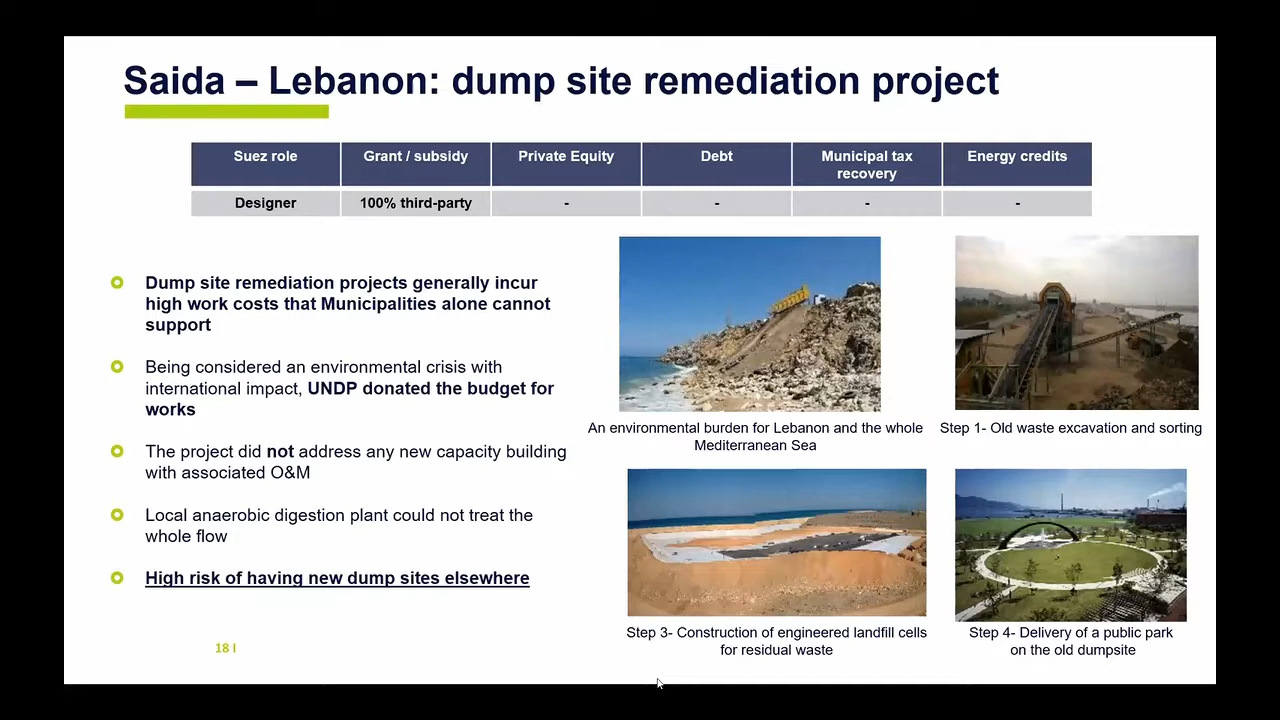 Saida – Lebanon: dump site remediation project
Suez role
Grant / subsidy
Private Equity
Debt
Municipal tax
recovery
Energy credits
Designer
100% third-party
-
-
-
-
Dump site remediation projects generally incur
high work costs that Municipalities alone cannot
support
Being considered an environmental crisis with
international impact, UNDP donated the budget for
works
The project did not address any new capacity building
with associated O&M
Local anaerobic digestion plant could not treat the
whole flow
High risk of having new dump sites elsewhere
An environmental burden for Lebanon and the whole
Mediterranean Sea
Step 1- Old waste excavation and sorting
Step 3- Construction of engineered landfill cells
for residual waste
Step 4- Delivery of a public park
on the old dumpsite
18 I